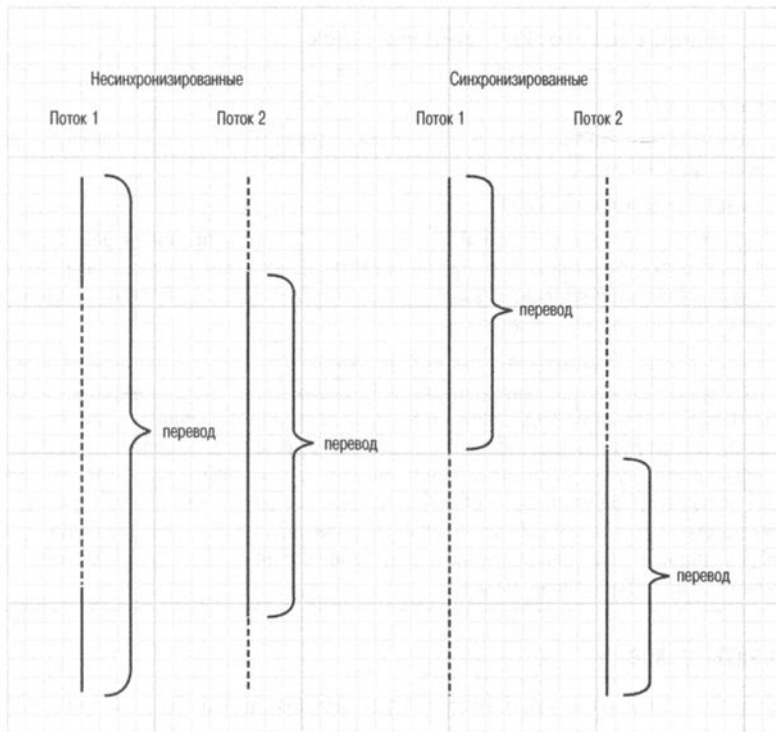 Несинхронизированные
Синхронизированные
Поток 1
Поток 2
Поток 1
Поток 2
перевод
перевод
перевод
перевод